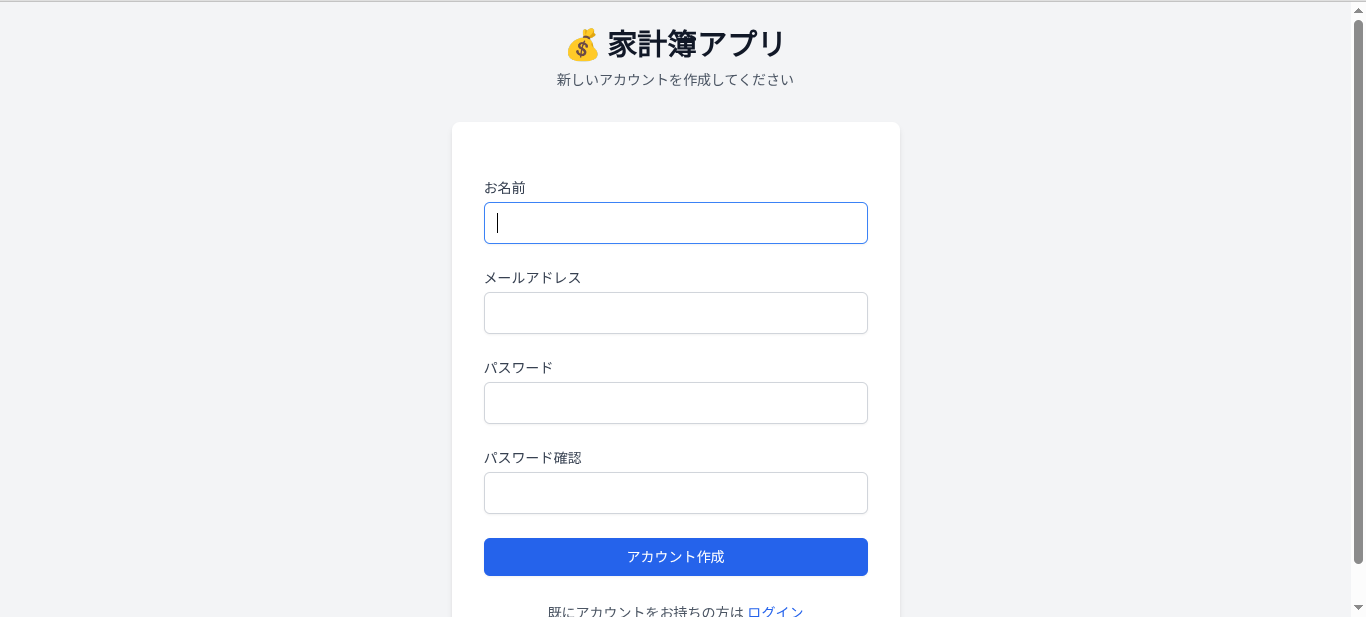 💰 家計簿アプリ
新しいアカウントを作成してください
お名前
メールアドレス
パスワード
パスワード確認
アカウント作成
既にアカウントをお持ちの方は ログイン